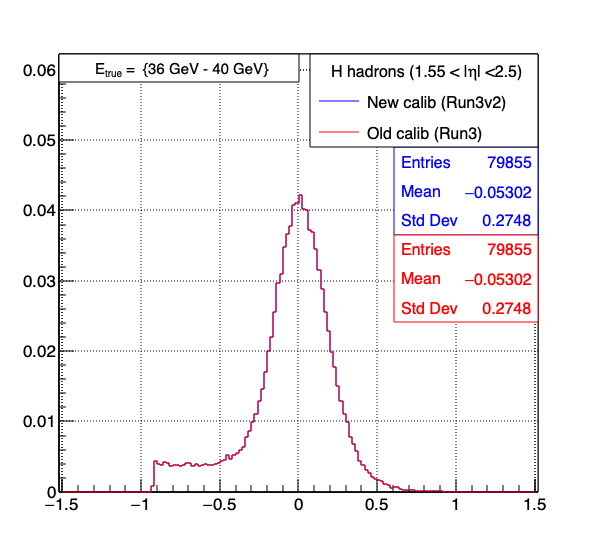 E_true = {36 GeV - 40 GeV}
H hadrons (1.55 < |η| <2.5)
New calib (Run3v2)
Old calib (Run3)
Entries 79855
Mean −0.05302
Std Dev 0.2748
Entries 79855
Mean −0.05302
Std Dev 0.2748
0.06
0.05
0.04
0.03
0.02
0.01
0
−1.5 −1 −0.5 0 0.5 1 1.5